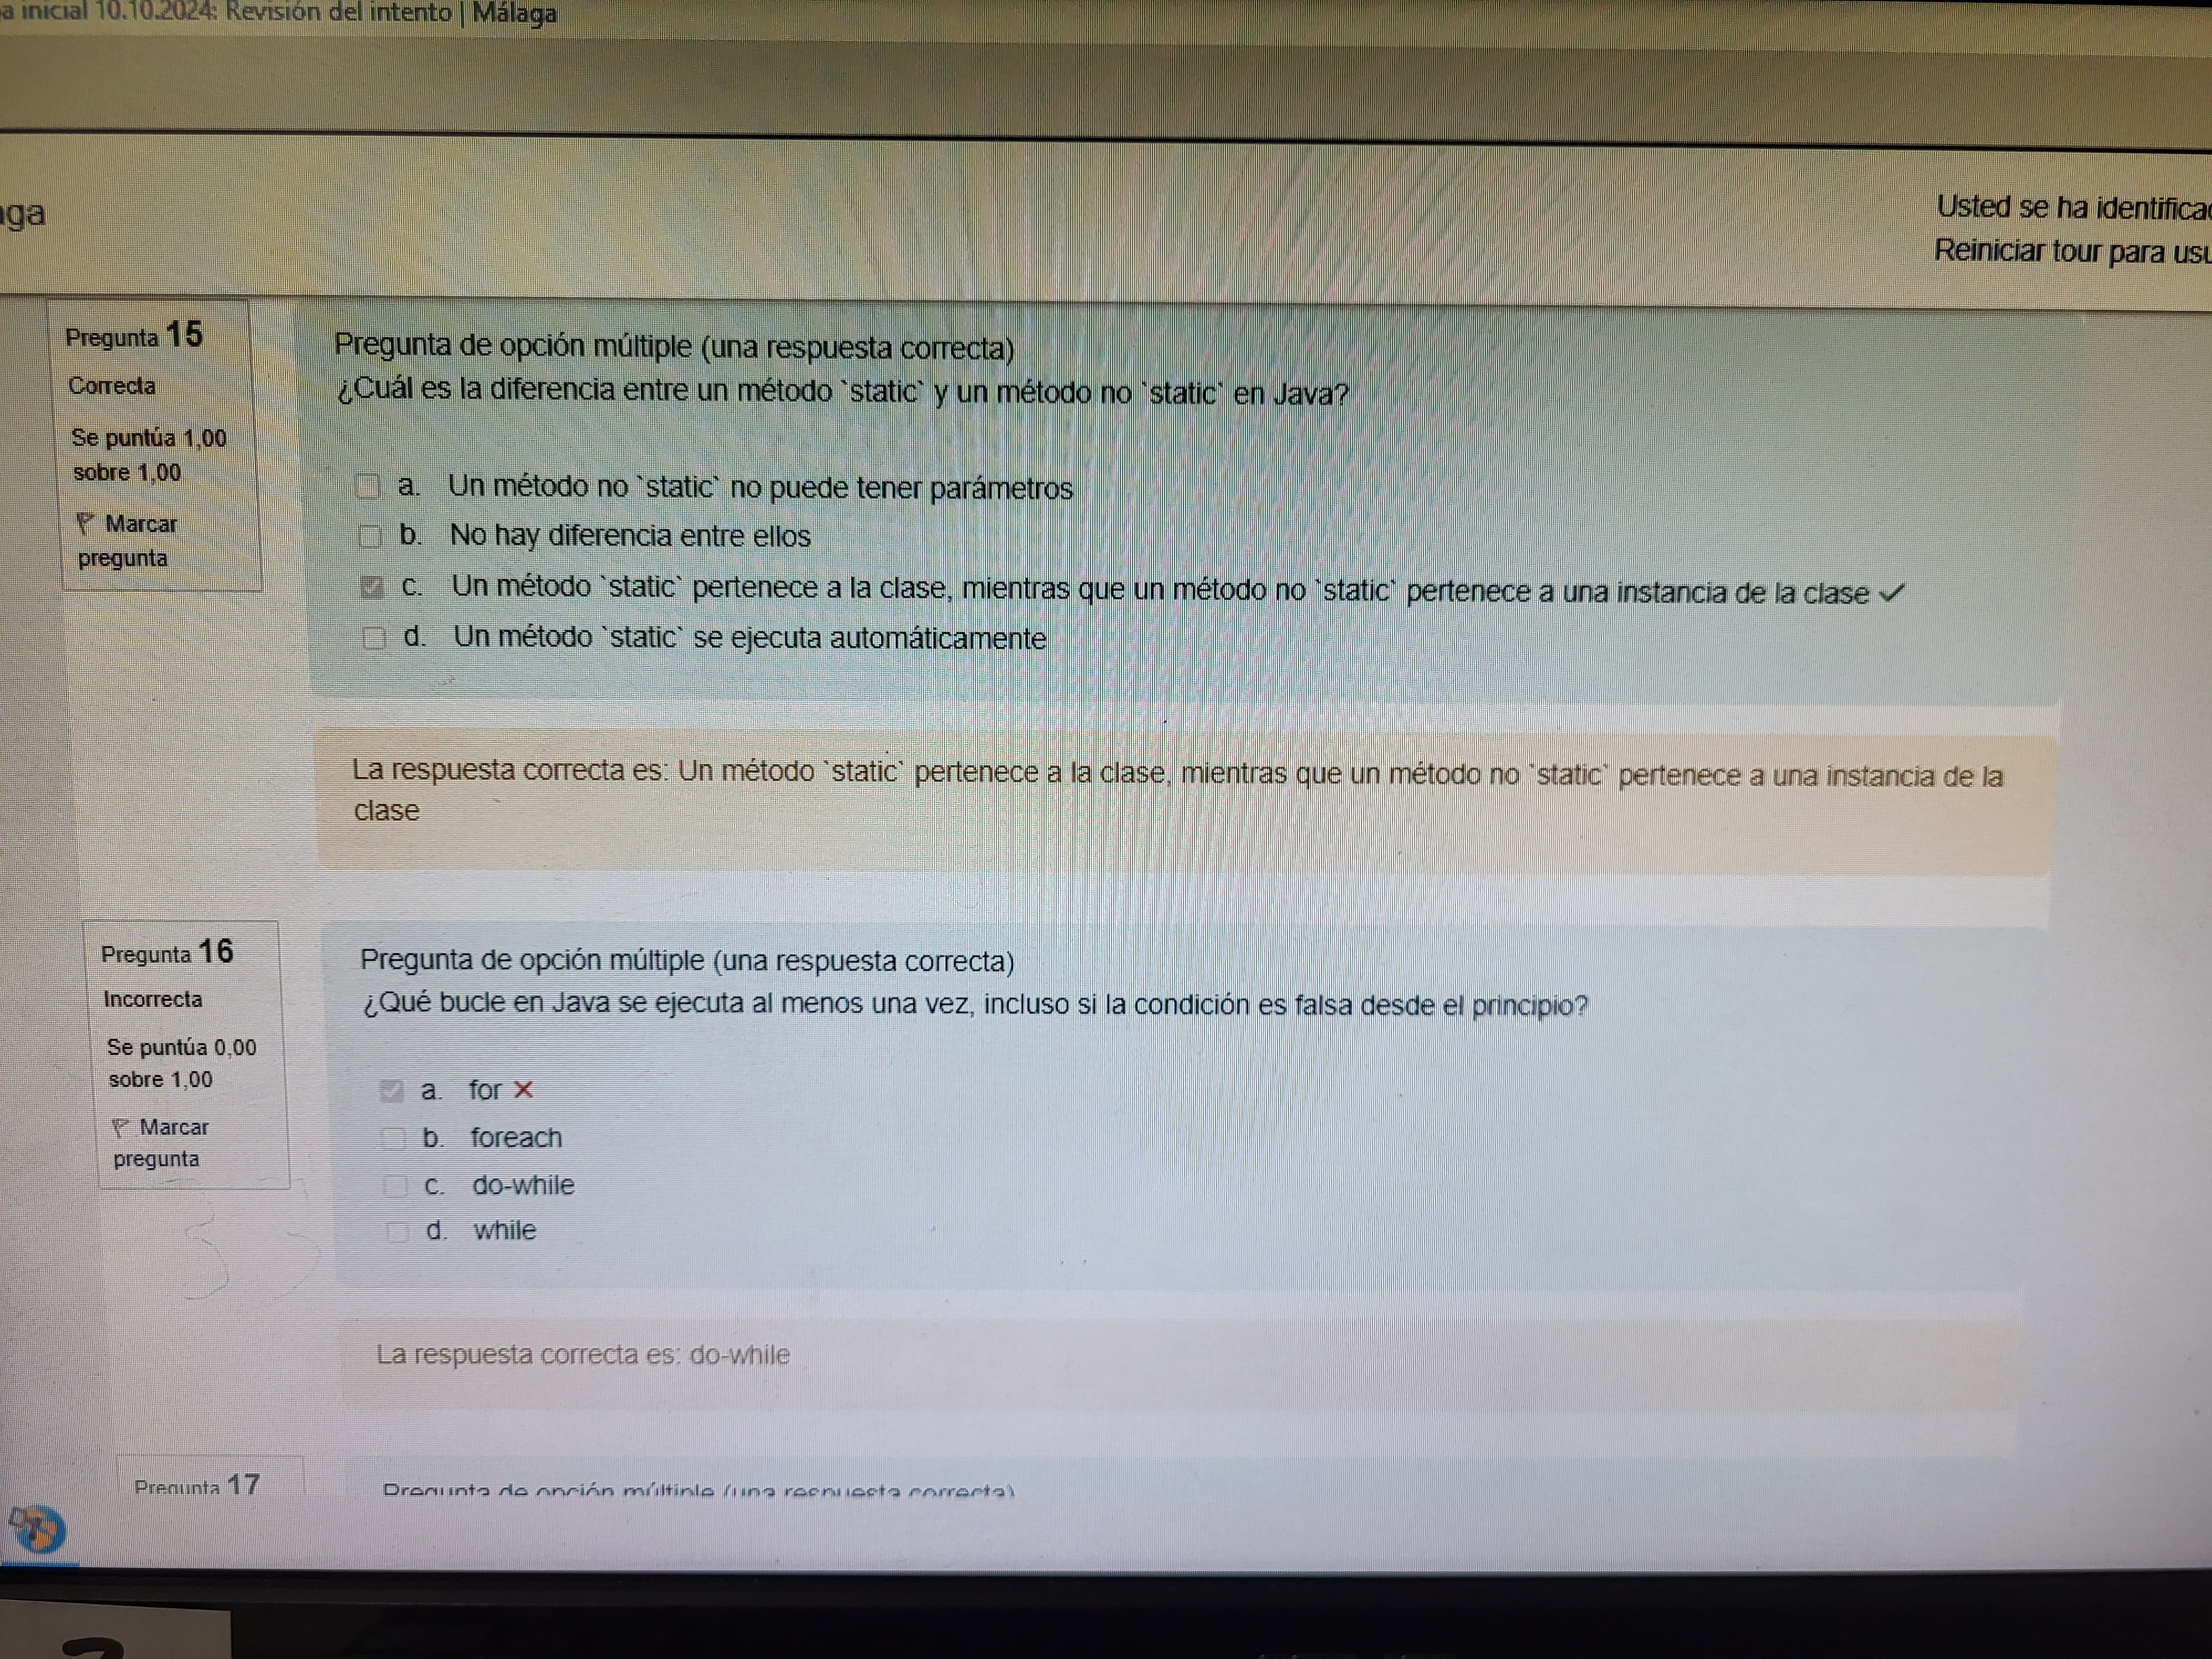 a inicial 10.10.2024: Revisión del intento | Málaga
aga
Usted se ha identifica
Reiniciar tour para usu
Pregunta 15
Correcta
Se puntúa 1,00
sobre 1,00
Marcar
pregunta
Pregunta de opción múltiple (una respuesta correcta)
¿Cuál es la diferencia entre un método `static` y un método no `static` en Java?
a. Un método no `static` no puede tener parámetros
b. No hay diferencia entre ellos
c. Un método `static` pertenece a la clase, mientras que un método no `static` pertenece a una instancia de la clase ✓
d. Un método `static` se ejecuta automáticamente
La respuesta correcta es: Un método `static` pertenece a la clase, mientras que un método no `static` pertenece a una instancia de la
clase
Pregunta 16
Incorrecta
Se puntúa 0,00
sobre 1,00
Marcar
pregunta
Pregunta de opción múltiple (una respuesta correcta)
¿Qué bucle en Java se ejecuta al menos una vez, incluso si la condición es falsa desde el principio?
a. for ✗
b. foreach
c. do-while
d. while
La respuesta correcta es: do-while
Pregunta 17
Pregunta de opción múltiple (una respuesta correcta)